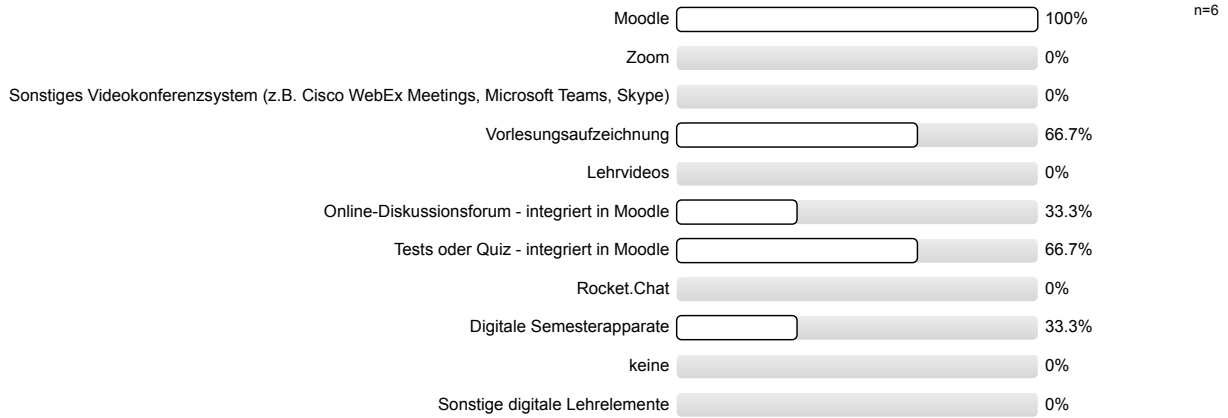 Moodle 100% n=6
Zoom 0%
Sonstiges Videokonferenzsystem (z.B. Cisco WebEx Meetings, Microsoft Teams, Skype) 0%
Vorlesungsaufzeichnung 66.7%
Lehrvideos 0%
Online-Diskussionsforum - integriert in Moodle 33.3%
Tests oder Quiz - integriert in Moodle 66.7%
Rocket.Chat 0%
Digitale Semesterapparate 33.3%
keine 0%
Sonstige digitale Lehrelemente 0%